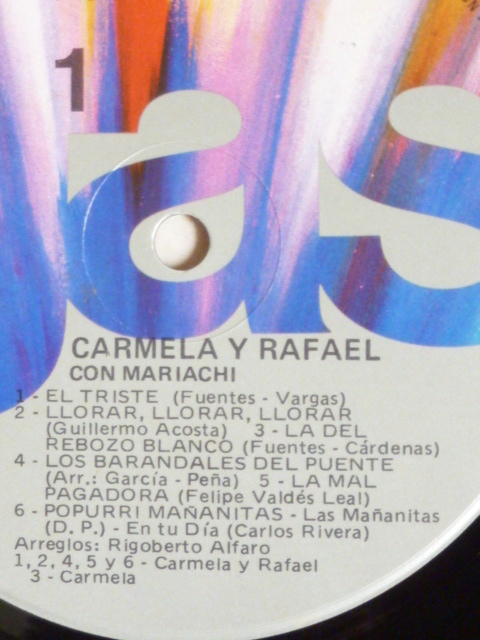 1
as
CARMELA Y RAFAEL
CON MARIACHI
1 - EL TRISTE (Fuentes - Vargas)
2 - LLORAR, LLORAR, LLORAR
(Guillermo Acosta) 3 - LA DEL
REBOZO BLANCO (Fuentes - Cárdenas)
4 - LOS BARANDALES DEL PUENTE
(Arr.: García - Peña) 5 - LA MAL
PAGADORA (Felipe Valdés Leal)
6 - POPURRI MAÑANITAS - Las Mañanitas
(D. P.) - En tu Día (Carlos Rivera)
Arreglos: Rigoberto Alfaro
1, 2, 4, 5 y 6 - Carmela y Rafael
3 - Carmela